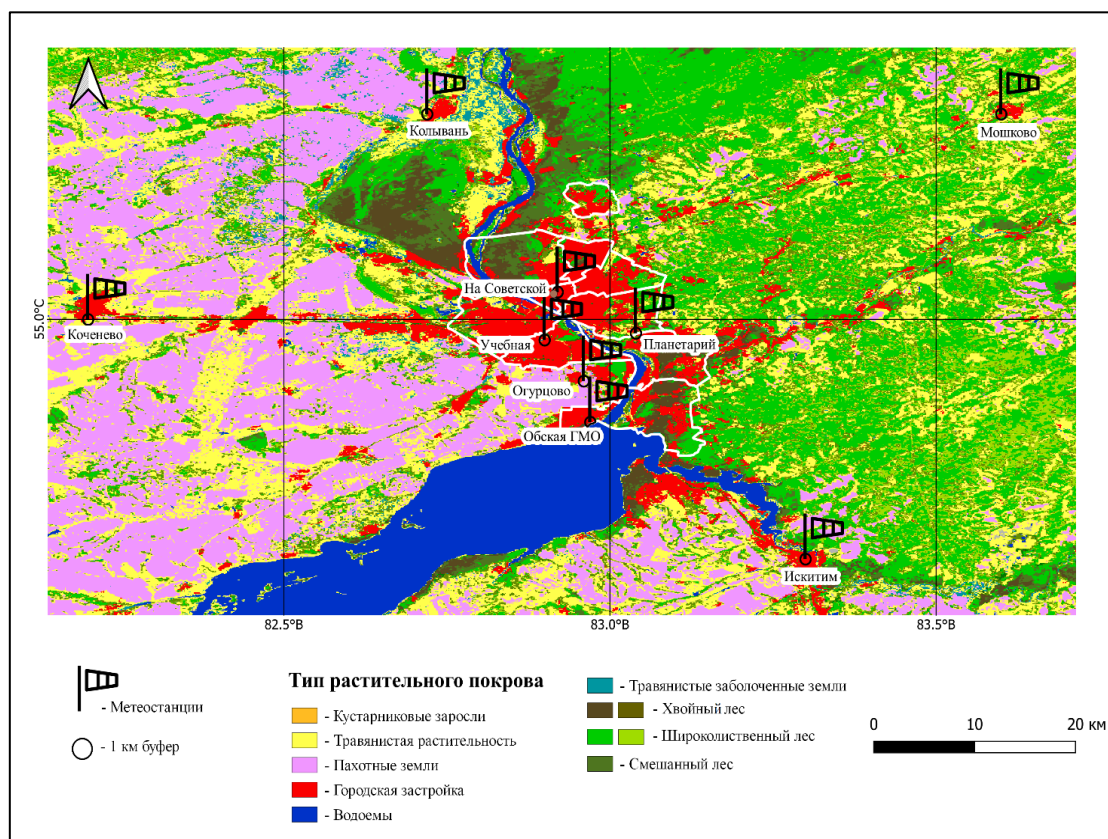 Колывань
Мошково
На Советской
Коченево
Учебная
Планетарий
Огурцово
Обская ГМО
Искитим
55.0°С
82.5°В
83.0°В
83.5°В
- Метеостанции
- 1 км буфер
Тип растительного покрова
- Кустарниковые заросли
- Травянистая растительность
- Пахотные земли
- Городская застройка
- Водоемы
- Травянистые заболоченные земли
- Хвойный лес
- Широколиственный лес
- Смешанный лес
0 10 20 км